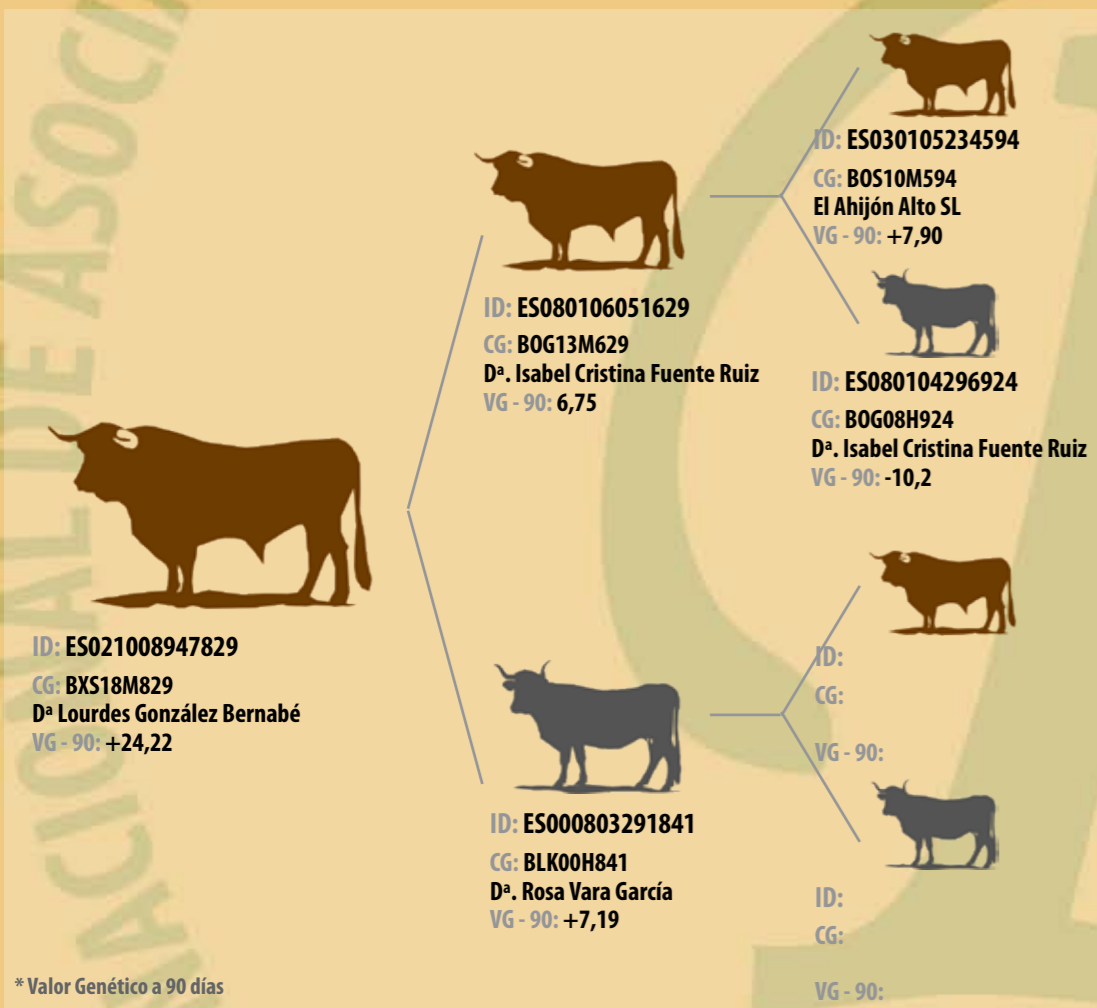 ID: ES030105234594
CG: BOS10M594
El Ahijón Alto SL
VG - 90: +7,90
ID: ES080106051629
CG: BOG13M629
Dª. Isabel Cristina Fuente Ruiz
VG - 90: 6,75
ID: ES080104296924
CG: BOG08H924
Dª. Isabel Cristina Fuente Ruiz
VG - 90: -10,2
ID: ES021008947829
CG: BXS18M829
Dª Lourdes González Bernabé
VG - 90: +24,22
ID:
CG:
VG - 90:
ID: ES000803291841
CG: BLK00H841
Dª. Rosa Vara García
VG - 90: +7,19
ID:
CG:
VG - 90:
* Valor Genético a 90 días
NACIONAL DE ASOCI